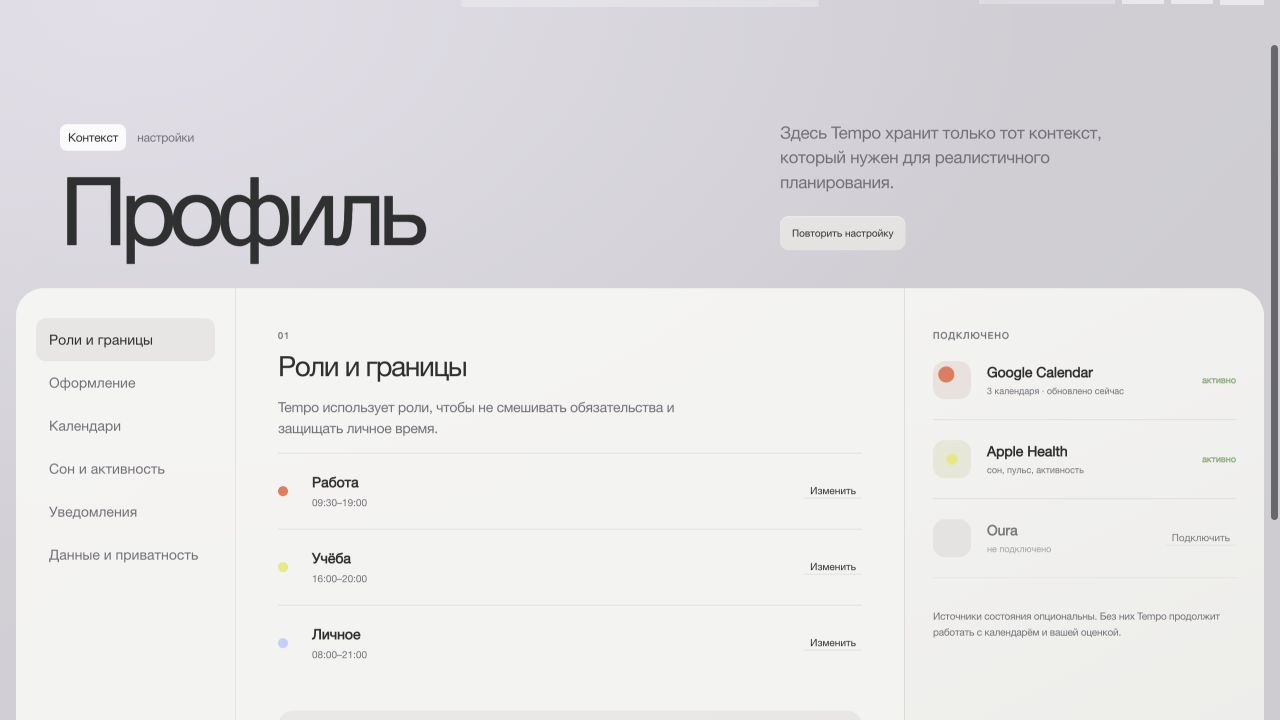 Контекст настройки
Профиль
Здесь Tempo хранит только тот контекст,
который нужен для реалистичного
планирования.
Повторить настройку
Роли и границы
Оформление
Календари
Сон и активность
Уведомления
Данные и приватность
01
Роли и границы
Tempo использует роли, чтобы не смешивать обязательства и
защищать личное время.
Работа
09:30–19:00
Изменить
Учёба
16:00–20:00
Изменить
Личное
08:00–21:00
Изменить
ПОДКЛЮЧЕНО
Google Calendar
3 календаря · обновлено сейчас
активно
Apple Health
сон, пульс, активность
активно
Oura
не подключено
Подключить
Источники состояния опциональны. Без них Tempo продолжит
работать с календарём и вашей оценкой.